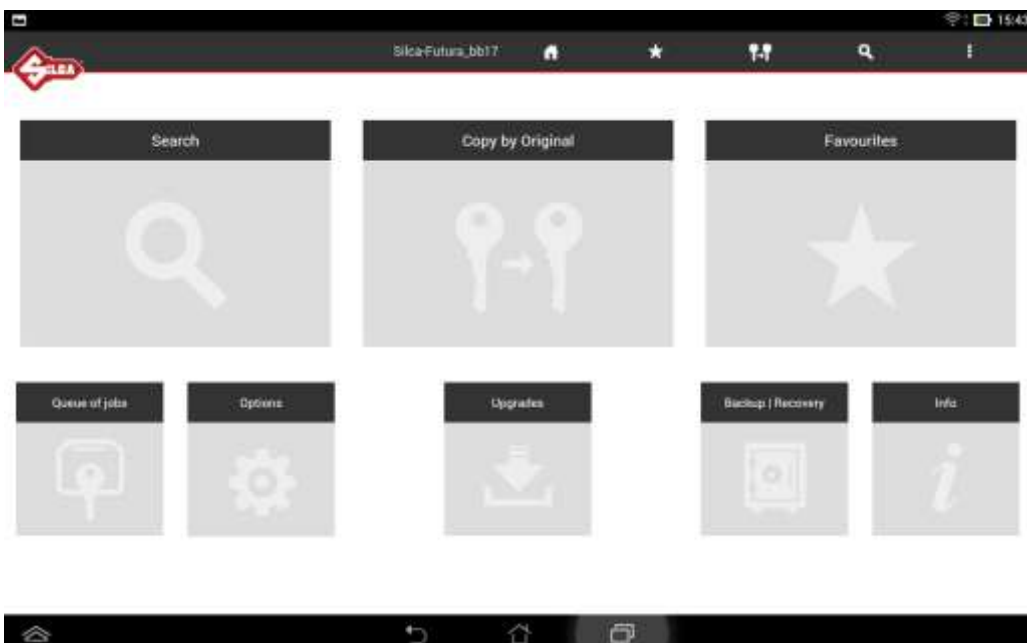 15:43
SILCA
Silca-Futura_bb17
Search
Copy by Original
Favourites
Queue of jobs
Options
Upgrades
Backup | Recovery
Info